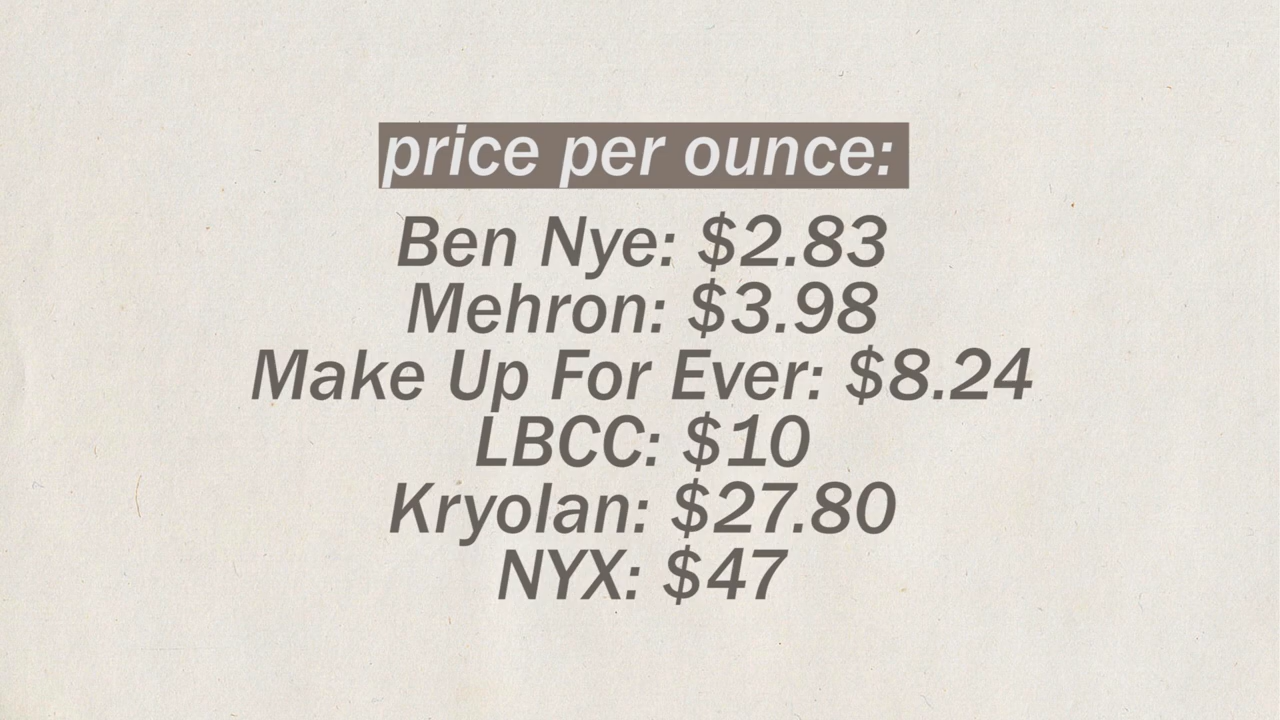 price per ounce:
Ben Nye: $2.83
Mehron: $3.98
Make Up For Ever: $8.24
LBCC: $10
Kryolan: $27.80
NYX: $47